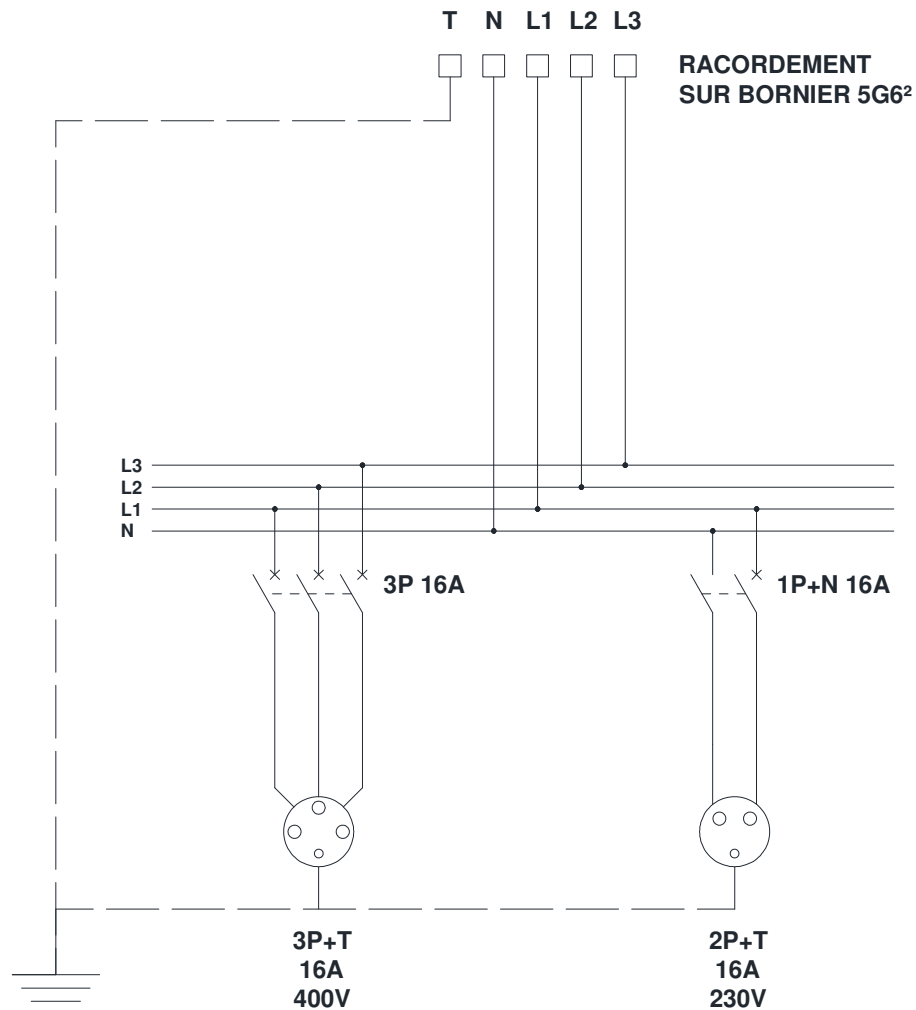 T N L1 L2 L3
RACORDEMENT
SUR BORNIER 5G6²
L3
L2
L1
N
3P 16A
1P+N 16A
3P+T
16A
400V
2P+T
16A
230V